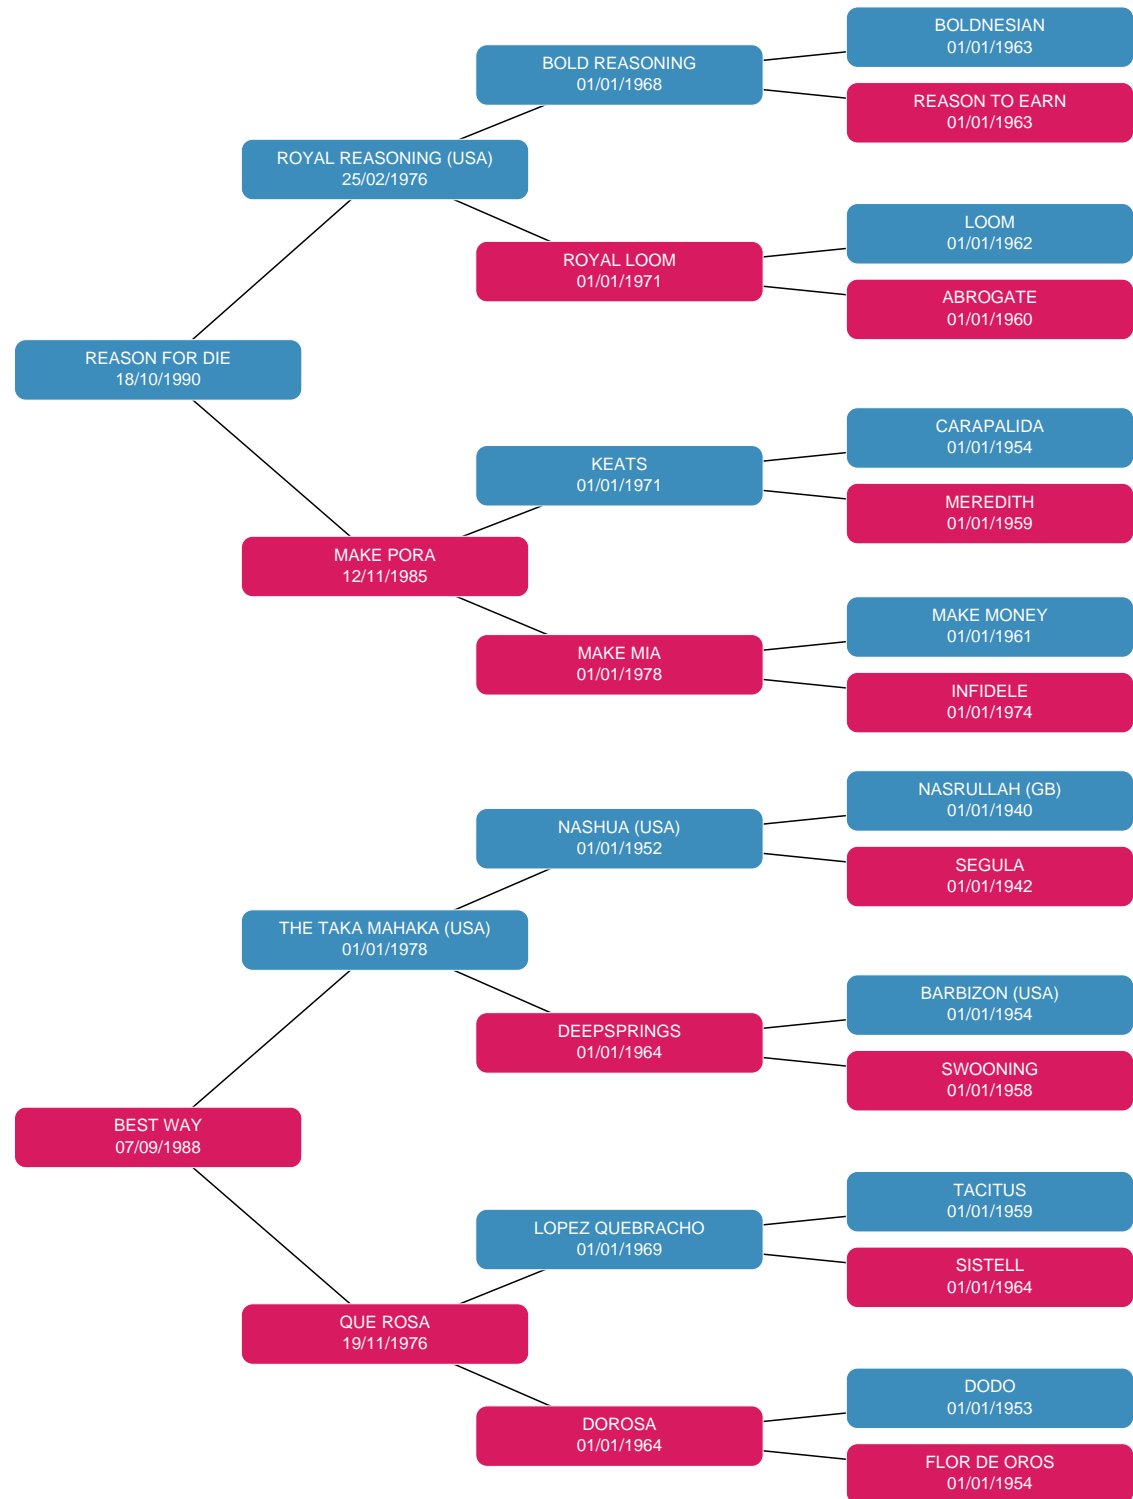 BOLDNESIAN
01/01/1963
BOLD REASONING
01/01/1968
REASON TO EARN
01/01/1963
ROYAL REASONING (USA)
25/02/1976
LOOM
01/01/1962
ROYAL LOOM
01/01/1971
ABROGATE
01/01/1960
REASON FOR DIE
18/10/1990
CARAPALIDA
01/01/1954
KEATS
01/01/1971
MEREDITH
01/01/1959
MAKE PORA
12/11/1985
MAKE MONEY
01/01/1961
MAKE MIA
01/01/1978
INFIDELE
01/01/1974
NASRULLAH (GB)
01/01/1940
NASHUA (USA)
01/01/1952
SEGULA
01/01/1942
THE TAKA MAHAKA (USA)
01/01/1978
BARBIZON (USA)
01/01/1954
DEEPSPRINGS
01/01/1964
SWOONING
01/01/1958
BEST WAY
07/09/1988
TACITUS
01/01/1959
LOPEZ QUEBRACHO
01/01/1969
SISTELL
01/01/1964
QUE ROSA
19/11/1976
DODO
01/01/1953
DOROSA
01/01/1964
FLOR DE OROS
01/01/1954